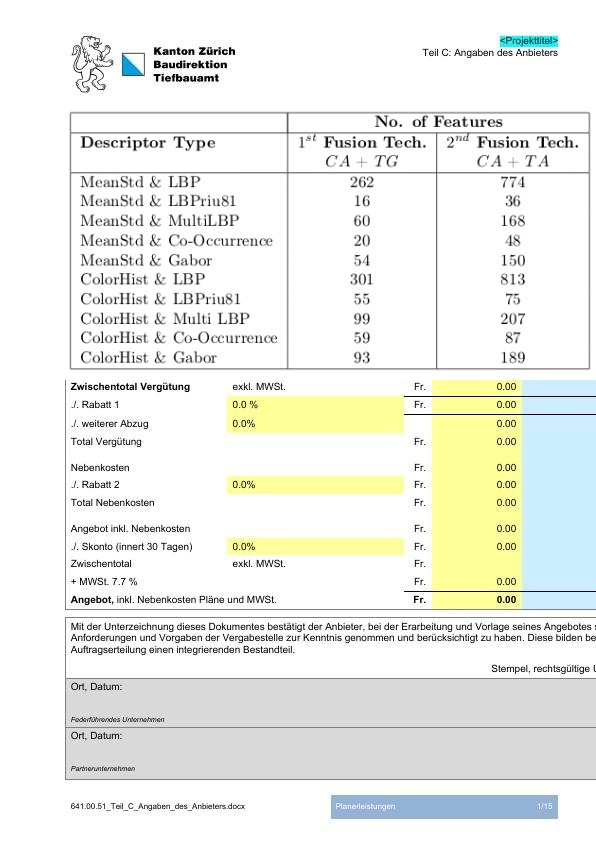 <Projekttitel>
Kanton Zürich
Baudirektion
Tiefbauamt
Teil C: Angaben des Anbieters
No. of Features
Descriptor Type 1st Fusion Tech. 2nd Fusion Tech.
CA + TG CA + TA
MeanStd & LBP 262 774
MeanStd & LBPriu81 16 36
MeanStd & MultiLBP 60 168
MeanStd & Co-Occurrence 20 48
MeanStd & Gabor 54 150
ColorHist & LBP 301 813
ColorHist & LBPriu81 55 75
ColorHist & Multi LBP 99 207
ColorHist & Co-Occurrence 59 87
ColorHist & Gabor 93 189
Zwischentotal Vergütung exkl. MWSt. Fr. 0.00
./. Rabatt 1 0.0 % Fr. 0.00
./. weiterer Abzug 0.0% 0.00
Total Vergütung Fr. 0.00
Nebenkosten Fr. 0.00
./. Rabatt 2 0.0% Fr. 0.00
Total Nebenkosten Fr. 0.00
Angebot inkl. Nebenkosten Fr. 0.00
./. Skonto (innert 30 Tagen) 0.0% Fr. 0.00
Zwischentotal exkl. MWSt. Fr.
+ MWSt. 7.7 % Fr. 0.00
Angebot, inkl. Nebenkosten Pläne und MWSt. Fr. 0.00
Mit der Unterzeichnung dieses Dokumentes bestätigt der Anbieter, bei der Erarbeitung und Vorlage seines Angebotes
Anforderungen und Vorgaben der Vergabestelle zur Kenntnis genommen und berücksichtigt zu haben. Diese bilden
Auftragserteilung einen integrierenden Bestandteil.
Stempel, rechtsgültige
Ort, Datum:
Federführendes Unternehmen
Ort, Datum:
Partnerunternehmen
641.00.51_Teil_C_Angaben_des_Anbieters.docx Planerleistungen 1/15